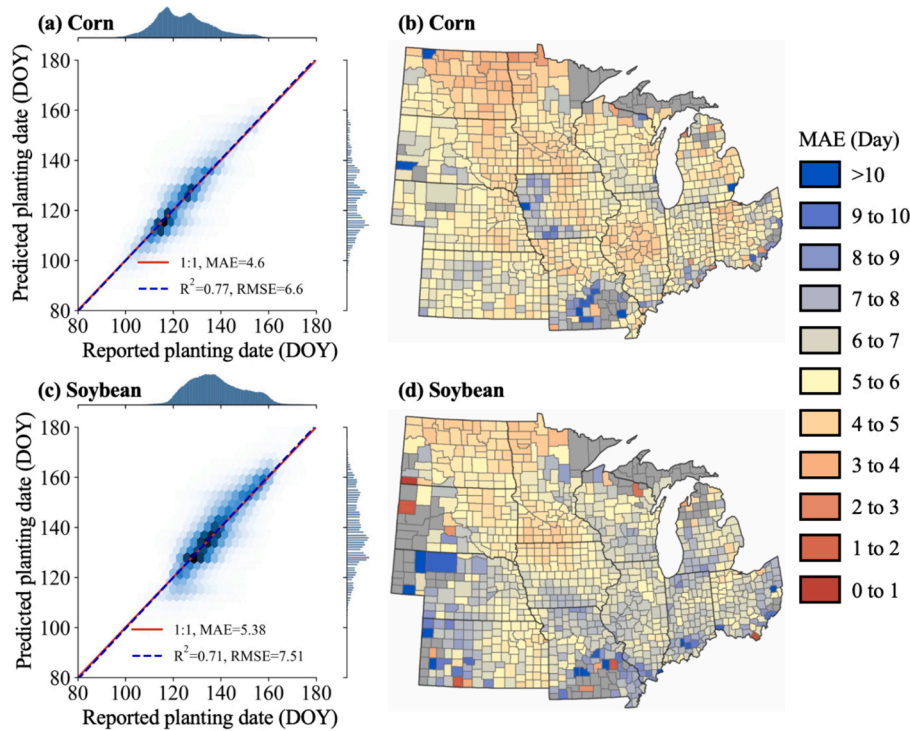 (a) Corn
180
160
140
120
100
80
Predicted planting date (DOY)
1:1, MAE=4.6
R²=0.77, RMSE=6.6
80 100 120 140 160 180
Reported planting date (DOY)
(b) Corn
(c) Soybean
180
160
140
120
100
80
Predicted planting date (DOY)
1:1, MAE=5.38
R²=0.71, RMSE=7.51
80 100 120 140 160 180
Reported planting date (DOY)
(d) Soybean
MAE (Day)
>10
9 to 10
8 to 9
7 to 8
6 to 7
5 to 6
4 to 5
3 to 4
2 to 3
1 to 2
0 to 1